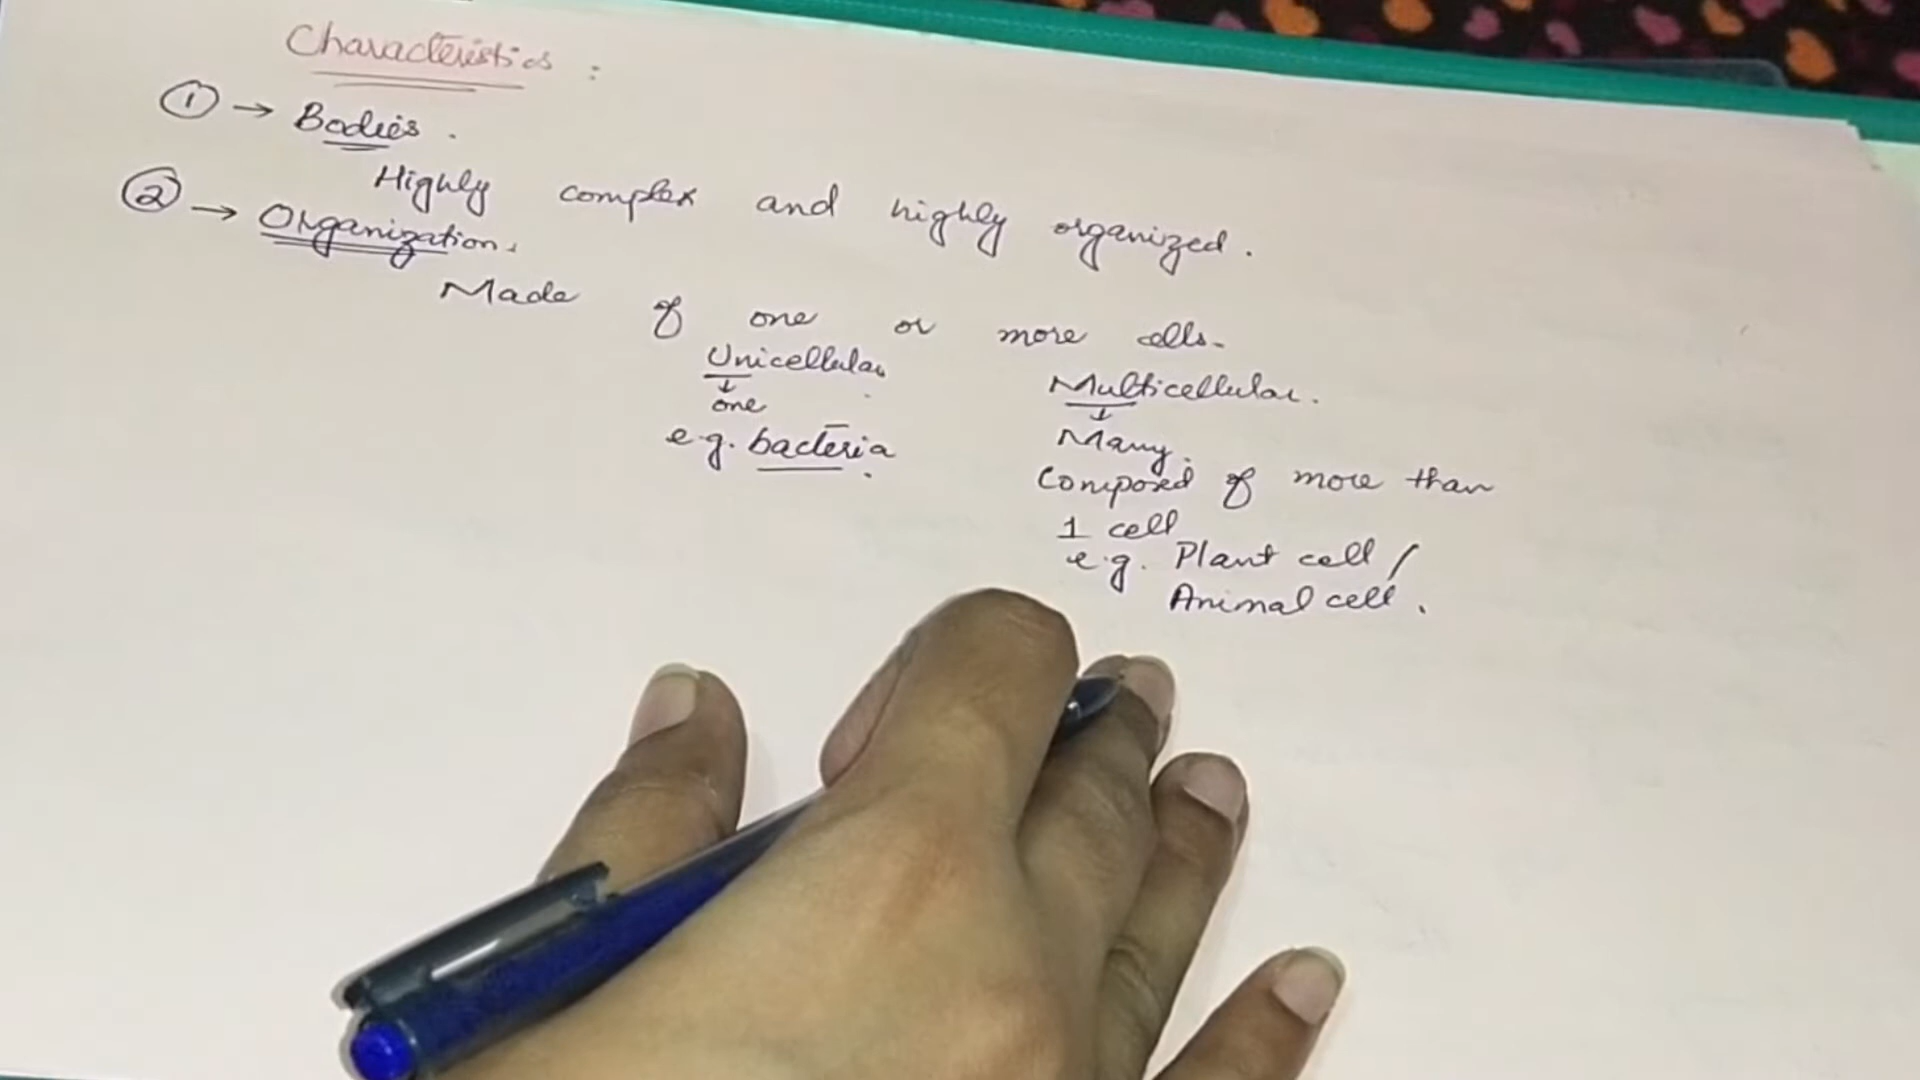 Characteristics :
① → Bodies.
Highly complex and highly organized.
② → Organization.
Made of one or more cells.
Unicellular. Multicellular.
↓ ↓
one Many.
e.g. bacteria. Composed of more than
1 cell
e.g. Plant cell /
Animal cell.